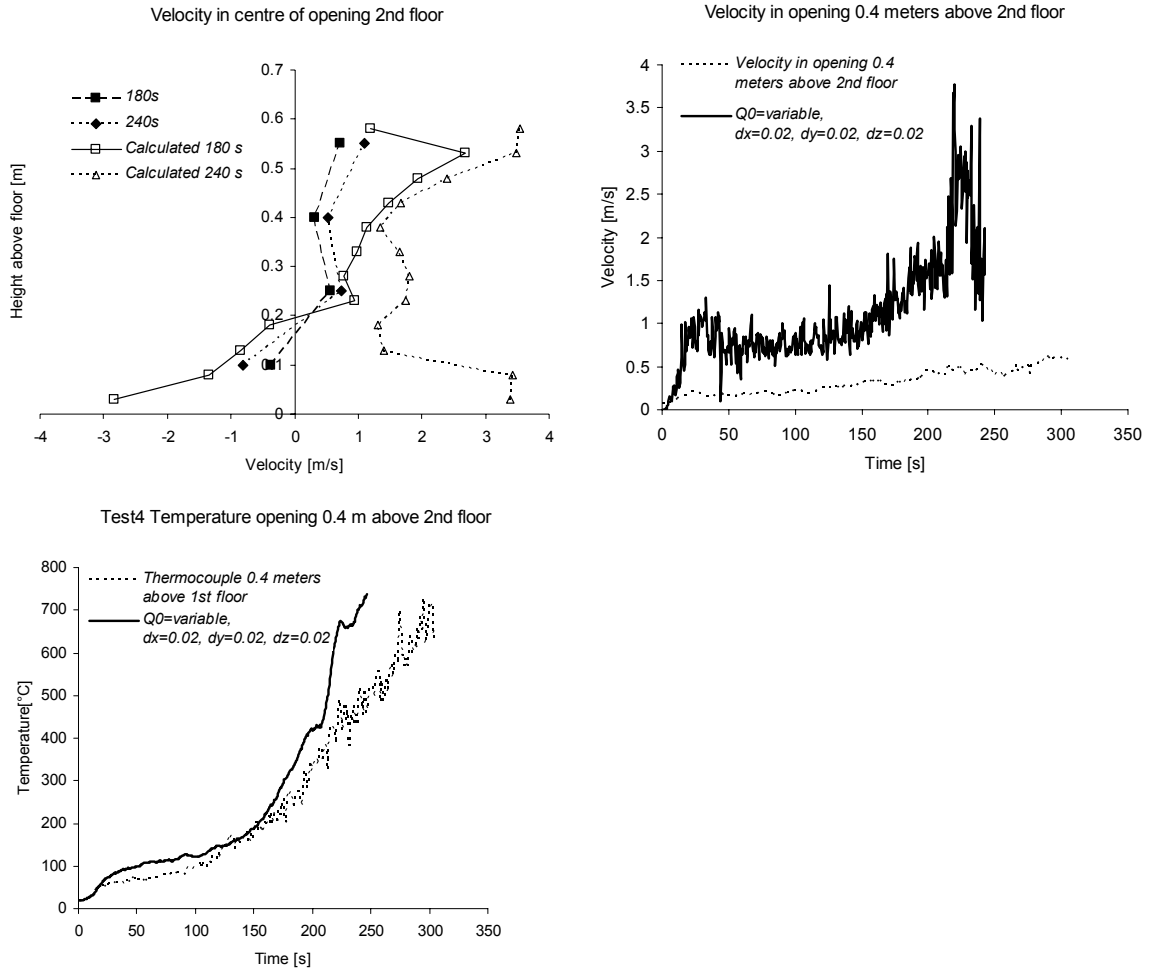 Velocity in centre of opening 2nd floor
180s
240s
Calculated 180 s
Calculated 240 s
Height above floor [m]
0.7
0.6
0.5
0.4
0.3
0.2
0.1
0
-4 -3 -2 -1 0 1 2 3 4
Velocity [m/s]
Velocity in opening 0.4 meters above 2nd floor
Velocity in opening 0.4
meters above 2nd floor
Q0=variable,
dx=0.02, dy=0.02, dz=0.02
Velocity [m/s]
4
3.5
3
2.5
2
1.5
1
0.5
0
0 50 100 150 200 250 300 350
Time [s]
Test4 Temperature opening 0.4 m above 2nd floor
Thermocouple 0.4 meters
above 1st floor
Q0=variable,
dx=0.02, dy=0.02, dz=0.02
Temperature[°C]
800
700
600
500
400
300
200
100
0
0 50 100 150 200 250 300 350
Time [s]